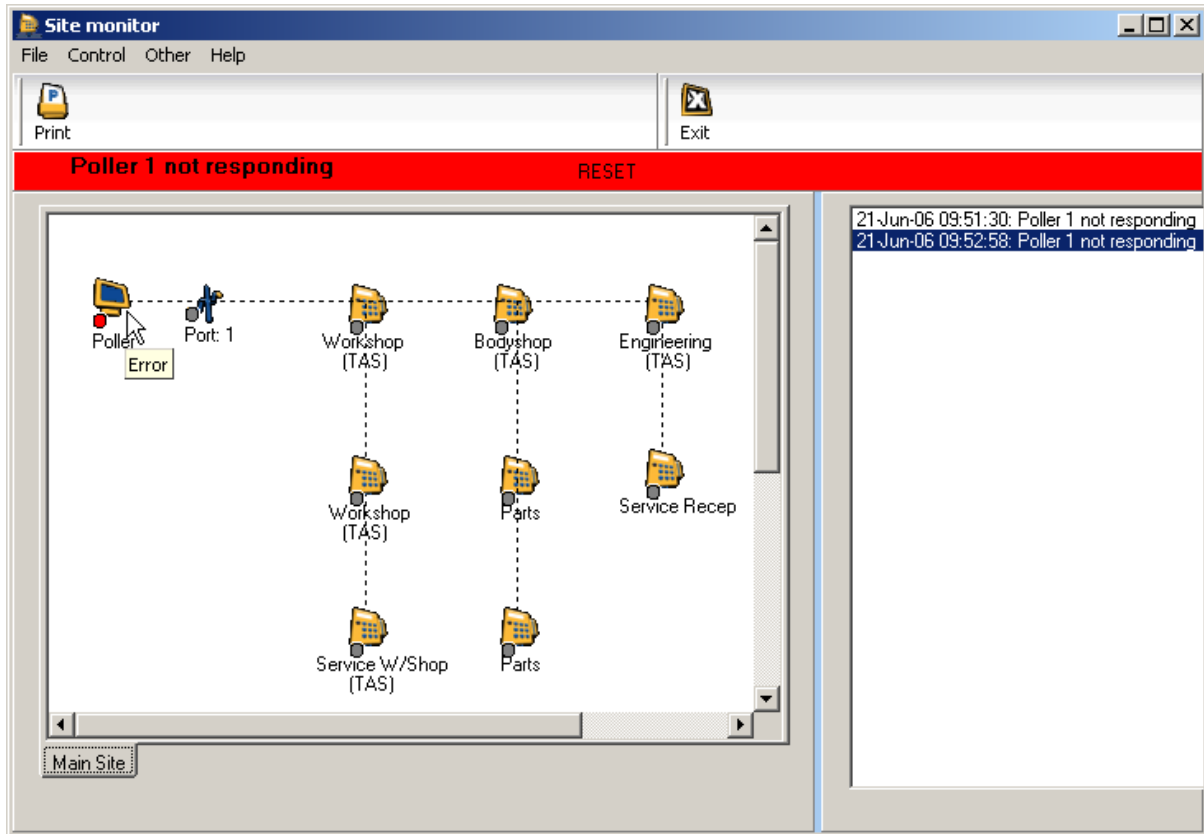 Site monitor
File Control Other Help
Print
Exit
Poller 1 not responding
RESET
21-Jun-06 09:51:30: Poller 1 not responding
21-Jun-06 09:52:58: Poller 1 not responding
Poller
Error
Port: 1
Workshop
(TAS)
Bodyshop
(TAS)
Engineering
(TAS)
Workshop
(TAS)
Parts
Service Recep
Service W/Shop
(TAS)
Parts
Main Site